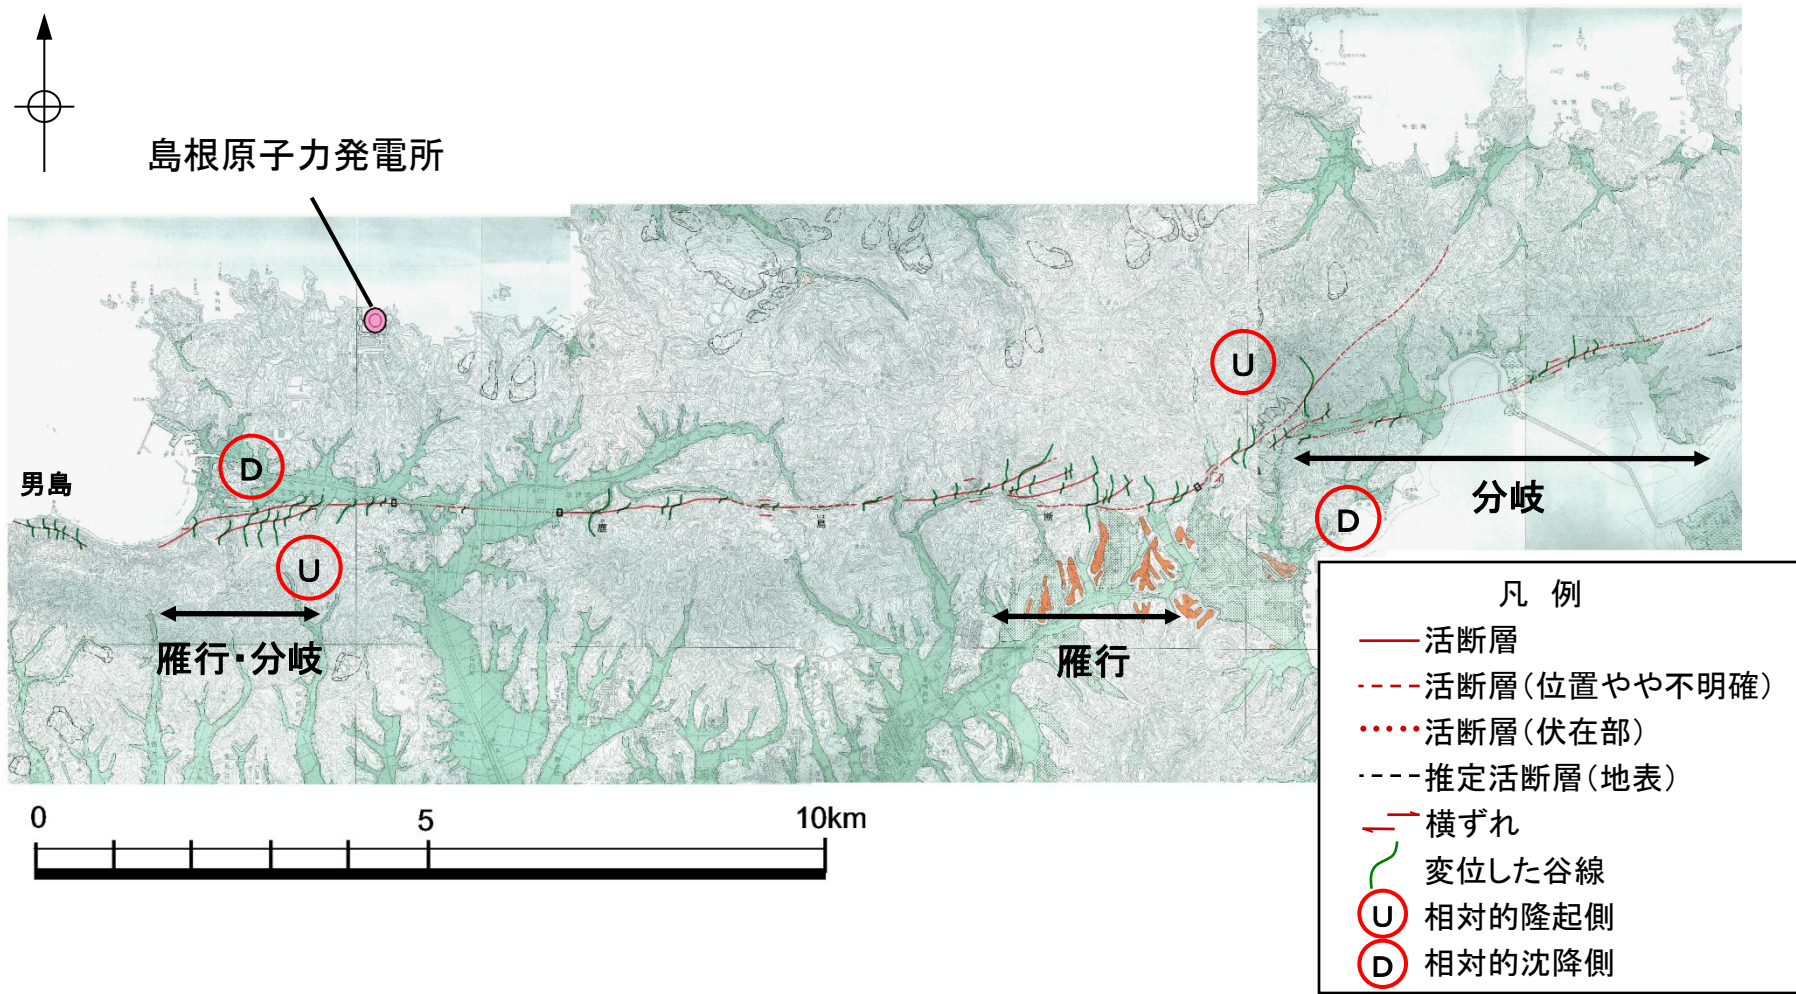 島根原子力発電所
U
D
男島
分岐
D
U
雁行・分岐
雁行
凡 例
活断層
活断層(位置やや不明確)
活断層(伏在部)
推定活断層(地表)
横ずれ
変位した谷線
U 相対的隆起側
D 相対的沈降側
0 5 10km